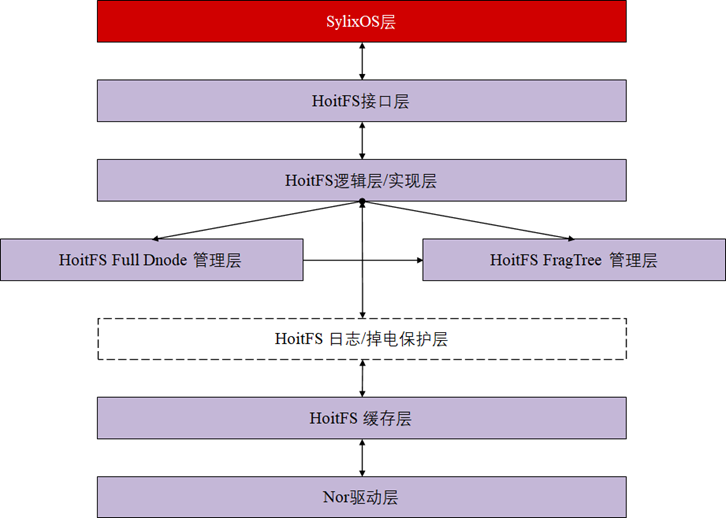 SylixOS层
HoitFS接口层
HoitFS逻辑层/实现层
HoitFS Full Dnode 管理层
HoitFS FragTree 管理层
HoitFS 日志/掉电保护层
HoitFS 缓存层
Nor驱动层